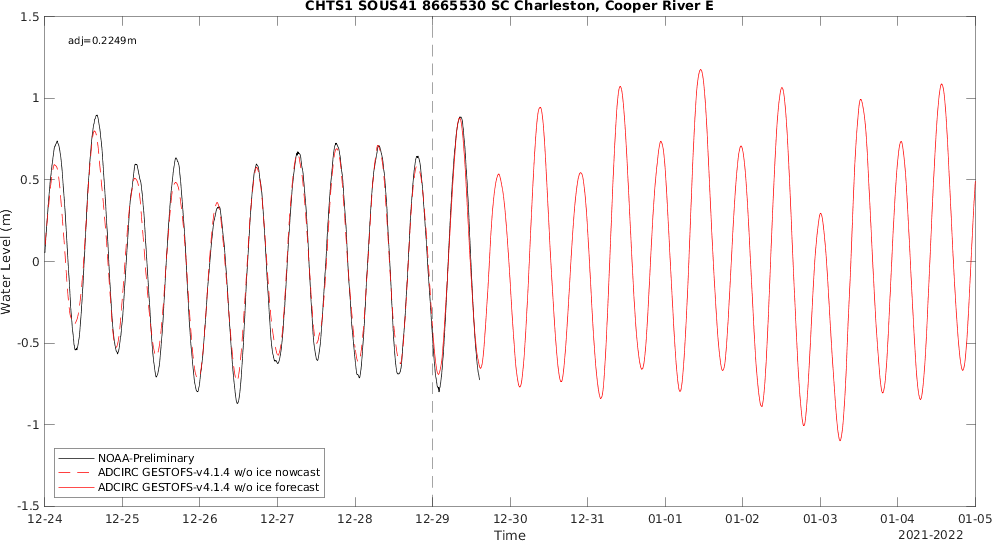 CHTS1 SOUS41 8665530 SC Charleston, Cooper River E
1.5
adj=0.2249m
1
0.5
0
-0.5
-1
-1.5
Water Level (m)
NOAA-Preliminary
ADCIRC GESTOFS-v4.1.4 w/o ice nowcast
ADCIRC GESTOFS-v4.1.4 w/o ice forecast
12-24 12-25 12-26 12-27 12-28 12-29 12-30 12-31 01-01 01-02 01-03 01-04 01-05
Time
2021-2022